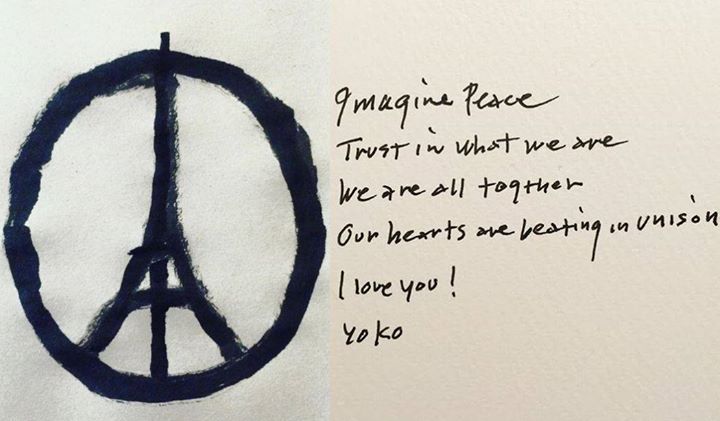 Imagine Peace
Trust in what we are
We are all togther
Our hearts are beating in unison
I love you!
Yoko